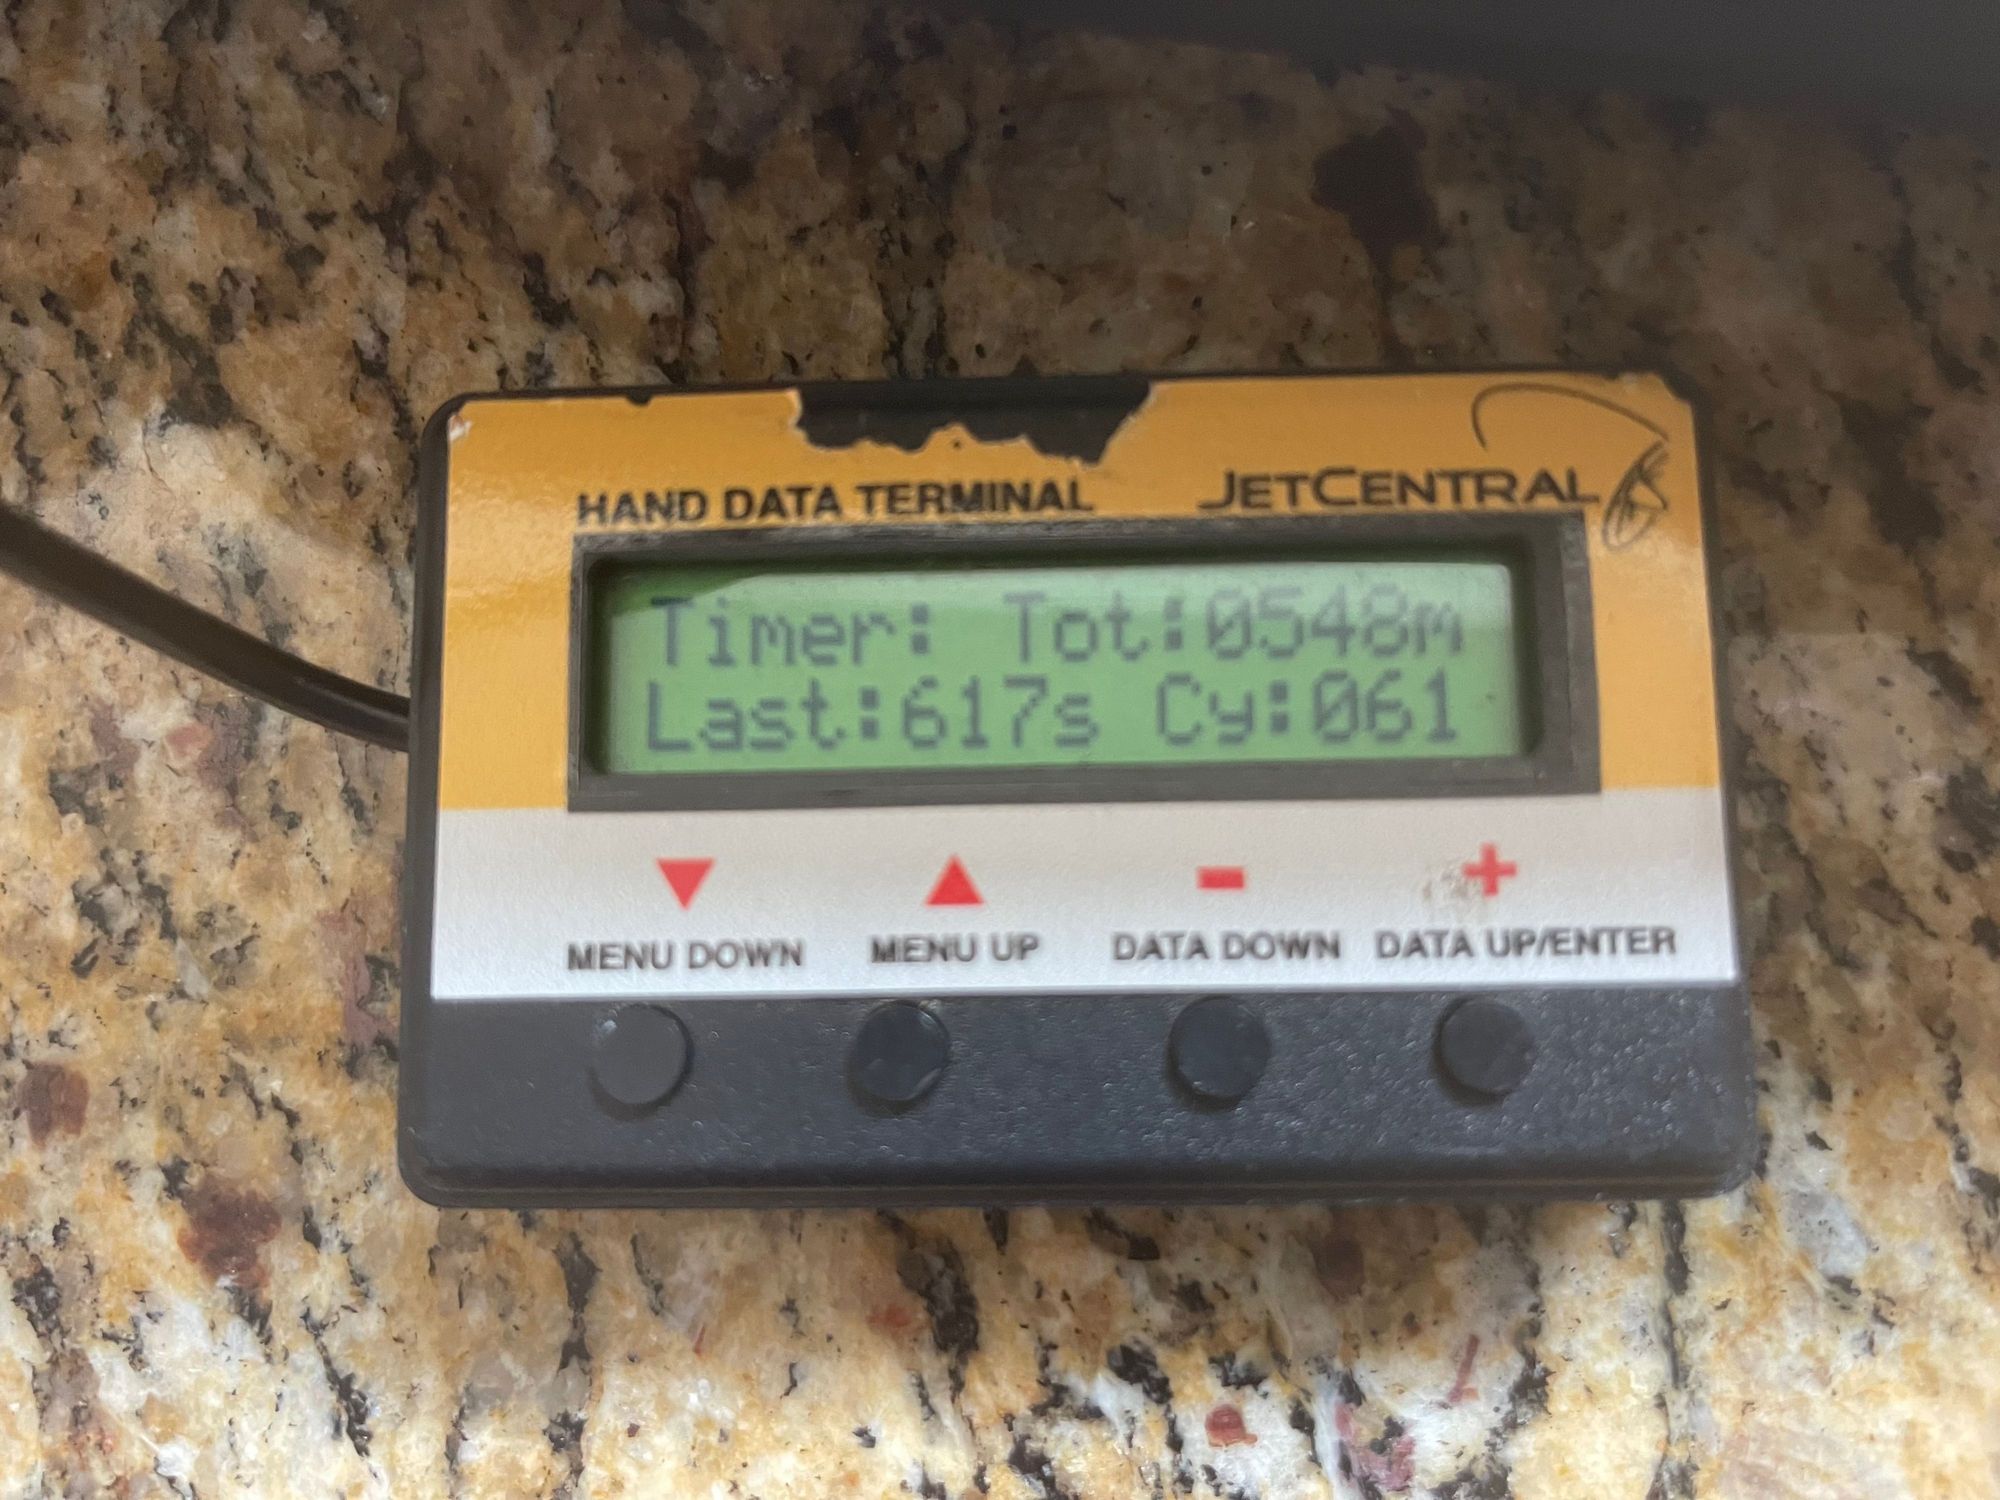 HAND DATA TERMINAL JETCENTRAL
Timer: Tot:0548m
Last:617s Cy:061
MENU DOWN MENU UP DATA DOWN DATA UP/ENTER